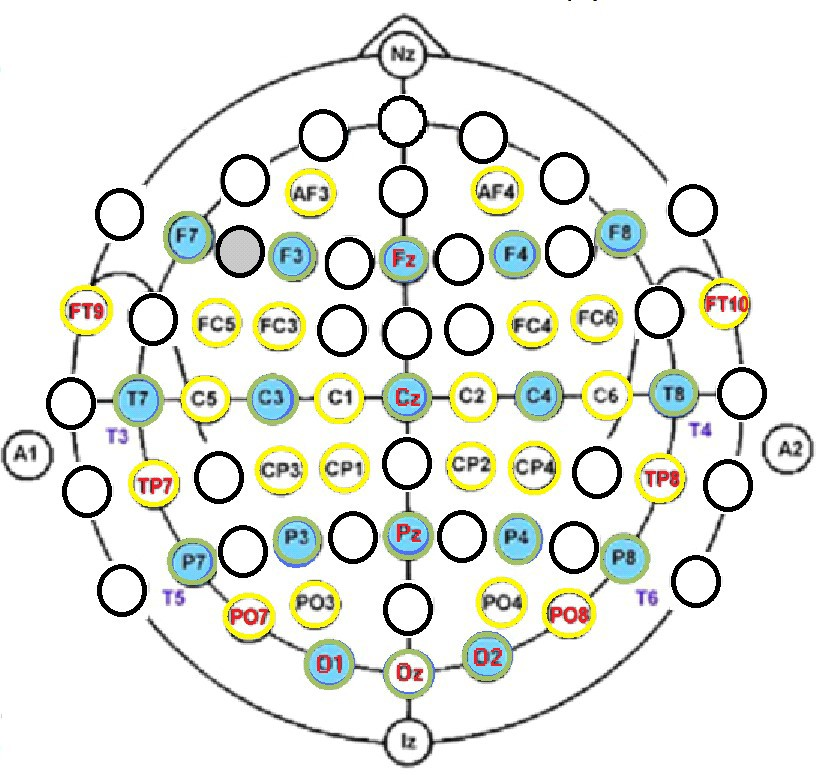 Nz
AF3 AF4
F7 F3 Fz F4 F8
FT9 FC5 FC3 FC4 FC6 FT10
T7 C5 C3 C1 Cz C2 C4 C6 T8
T3 T4
A1 A2
TP7 CP3 CP1 CP2 CP4 TP8
P7 P3 Pz P4 P8
T5 T6
PO7 PO3 PO4 PO8
O1 Oz O2
Iz